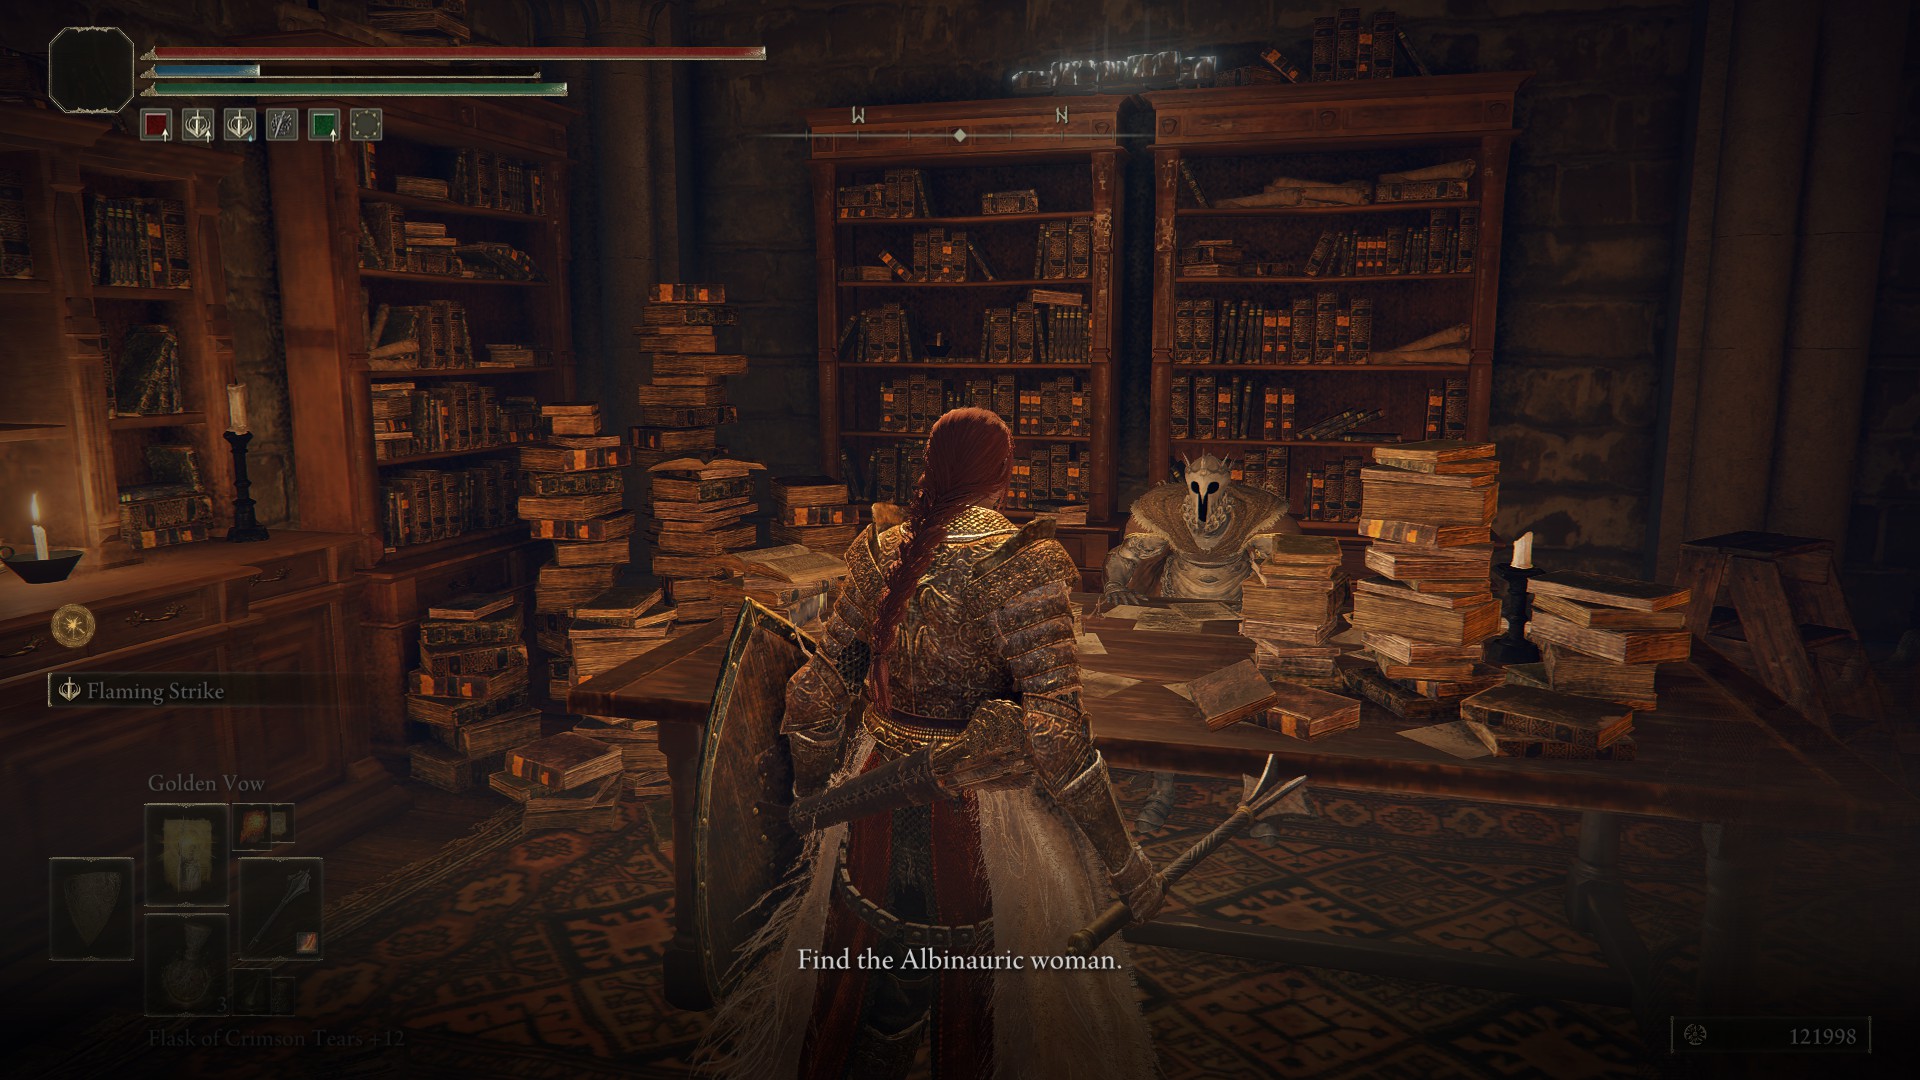 W N
Flaming Strike
Golden Vow
3
Find the Albinauric woman.
Flask of Crimson Tears +12
121998